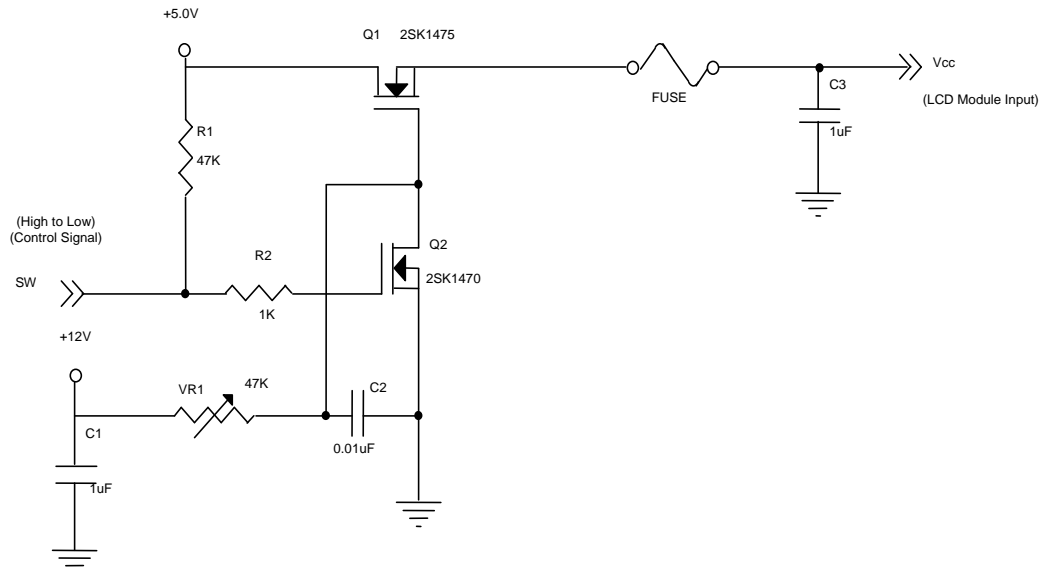 +5.0V
Q1 2SK1475
Vcc
C3
FUSE
(LCD Module Input)
R1
1uF
47K
(High to Low)
(Control Signal)
Q2
R2
SW
2SK1470
1K
+12V
47K
VR1
C2
C1
0.01uF
1uF